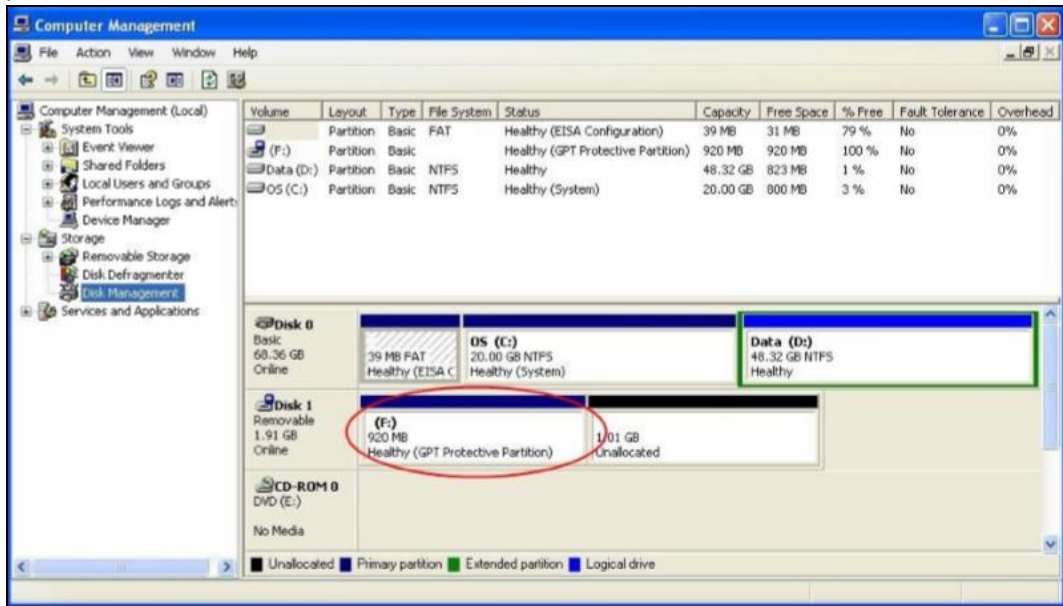 Computer Management
File Action View Window Help
Computer Management (Local)
System Tools
Event Viewer
Shared Folders
Local Users and Groups
Performance Logs and Alerts
Device Manager
Storage
Removable Storage
Disk Defragmenter
Disk Management
Services and Applications
Volume Layout Type File System Status Capacity Free Space % Free Fault Tolerance Overhead
Partition Basic FAT Healthy (EISA Configuration) 39 MB 31 MB 79 % No 0%
(F:) Partition Basic Healthy (GPT Protective Partition) 920 MB 920 MB 100 % No 0%
Data (D:) Partition Basic NTFS Healthy 48.32 GB 823 MB 1 % No 0%
OS (C:) Partition Basic NTFS Healthy (System) 20.00 GB 800 MB 3 % No 0%
Disk 0
Basic
68.36 GB
Online
39 MB FAT
Healthy (EISA C
OS (C:)
20.00 GB NTFS
Healthy (System)
Data (D:)
48.32 GB NTFS
Healthy
Disk 1
Removable
1.91 GB
Online
(F:)
920 MB
Healthy (GPT Protective Partition)
1.01 GB
Unallocated
CD-ROM 0
DVD (E:)
No Media
Unallocated Primary partition Extended partition Logical drive